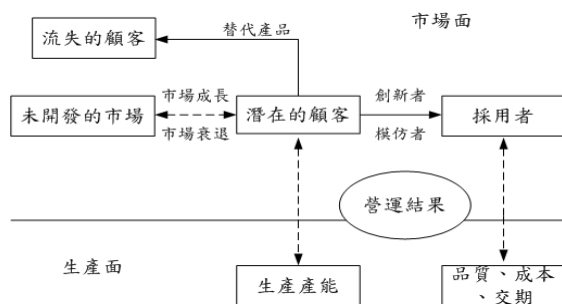 市場面
流失的顧客
替代產品
未開發的市場
市場成長
市場衰退
潛在的顧客
創新者
模仿者
採用者
營運結果
生產面
生產產能
品質、成本
、交期